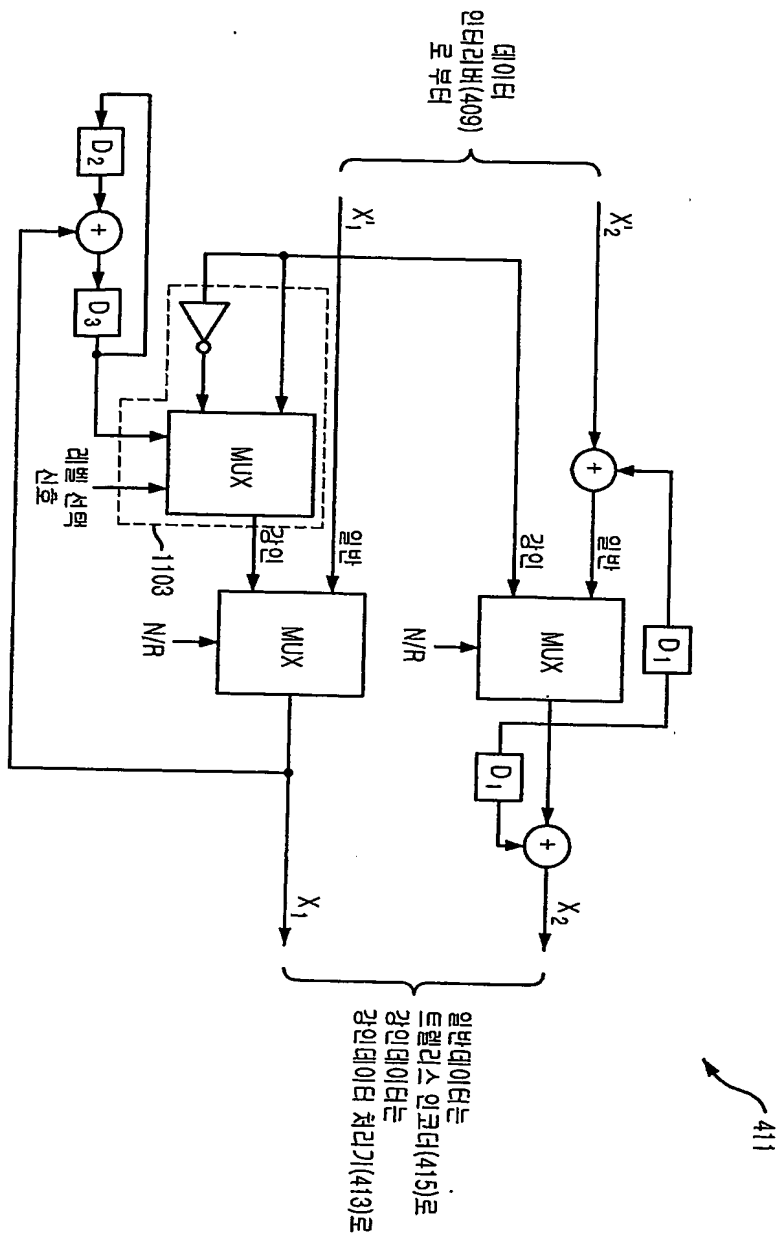 411
데이터
인터리버(409)
로 부터
X'₂
X'₁
+
D₁
일반
강인
MUX
N/R
D₁
+
X₂
일반
강인
MUX
N/R
X₁
MUX
1103
레벨 선택
신호
D₂
+
D₃
일반데이터는
트렐리스 인코더(415)로
강인데이터는
강인데이터 처리기(413)로